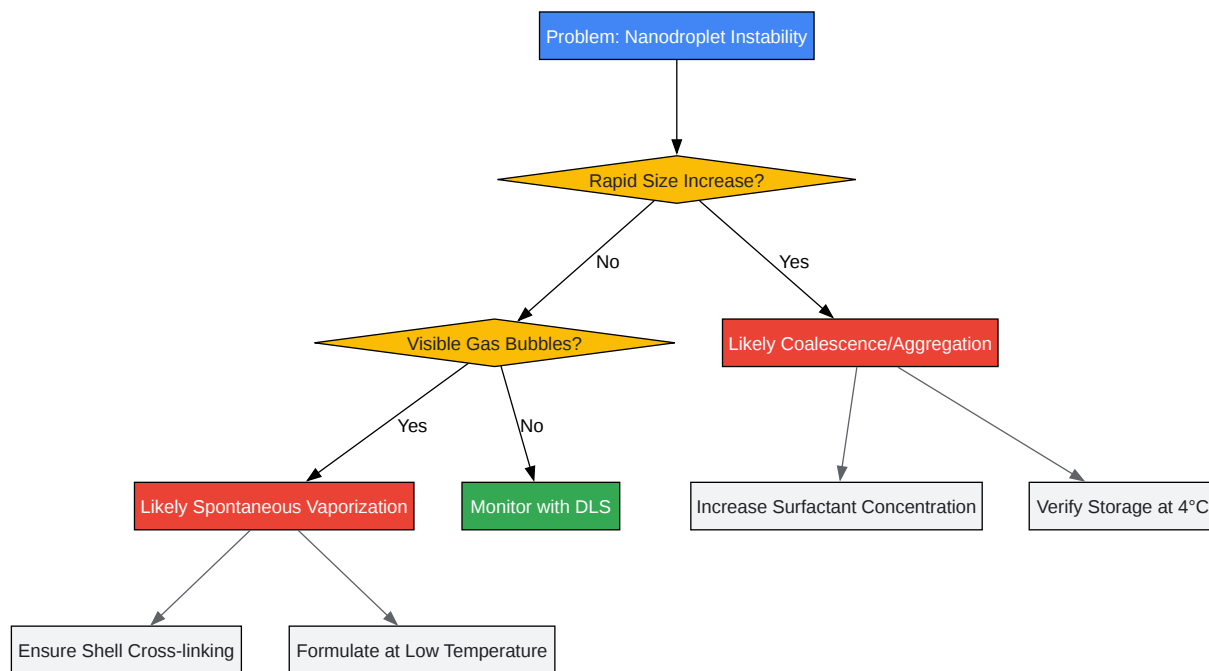 Problem: Nanodroplet Instability
Rapid Size Increase?
No
Yes
Visible Gas Bubbles?
Likely Coalescence/Aggregation
Yes
No
Likely Spontaneous Vaporization
Monitor with DLS
Increase Surfactant Concentration
Verify Storage at 4°C
Ensure Shell Cross-linking
Formulate at Low Temperature